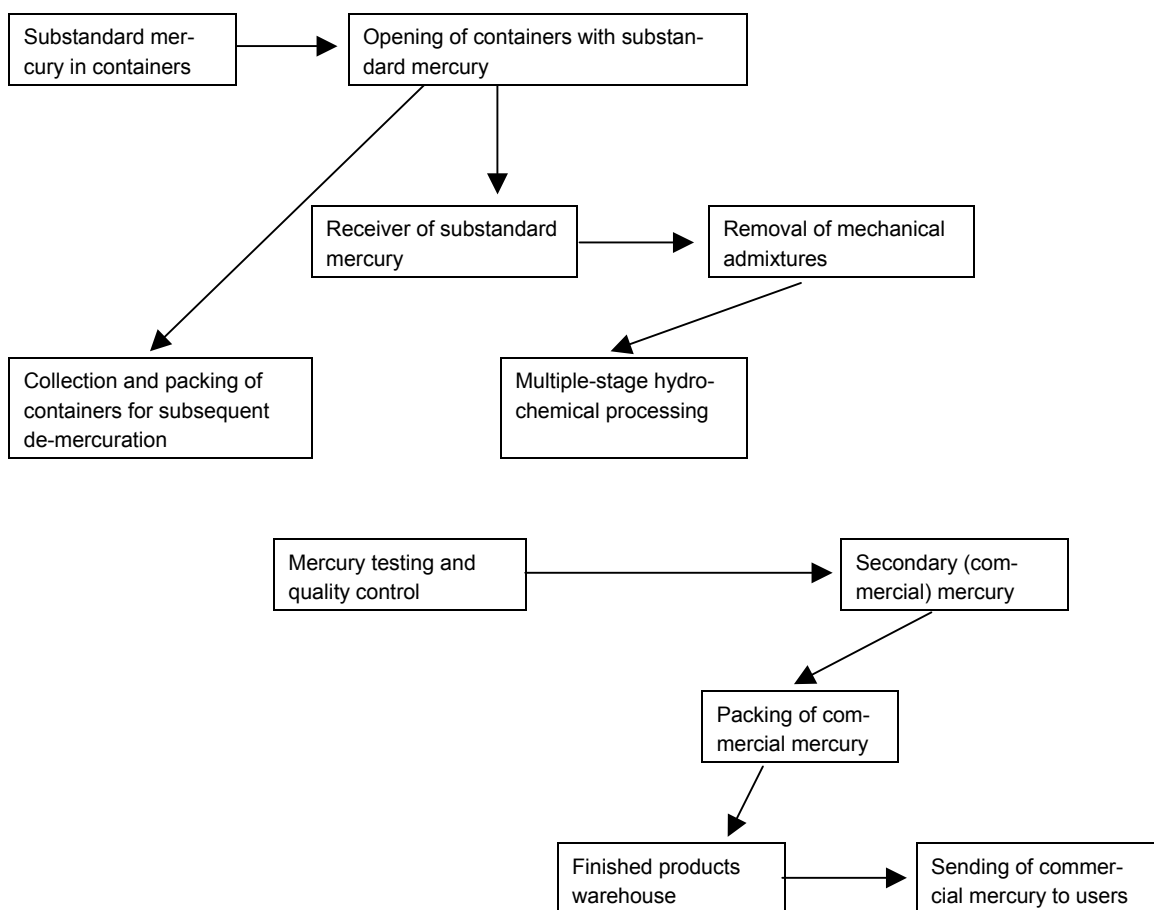 Substandard mer-
cury in containers
Opening of containers with substan-
dard mercury
Receiver of substandard
mercury
Removal of mechanical
admixtures
Collection and packing of
containers for subsequent
de-mercuration
Multiple-stage hydro-
chemical processing
Mercury testing and
quality control
Secondary (com-
mercial) mercury
Packing of com-
mercial mercury
Finished products
warehouse
Sending of commer-
cial mercury to users